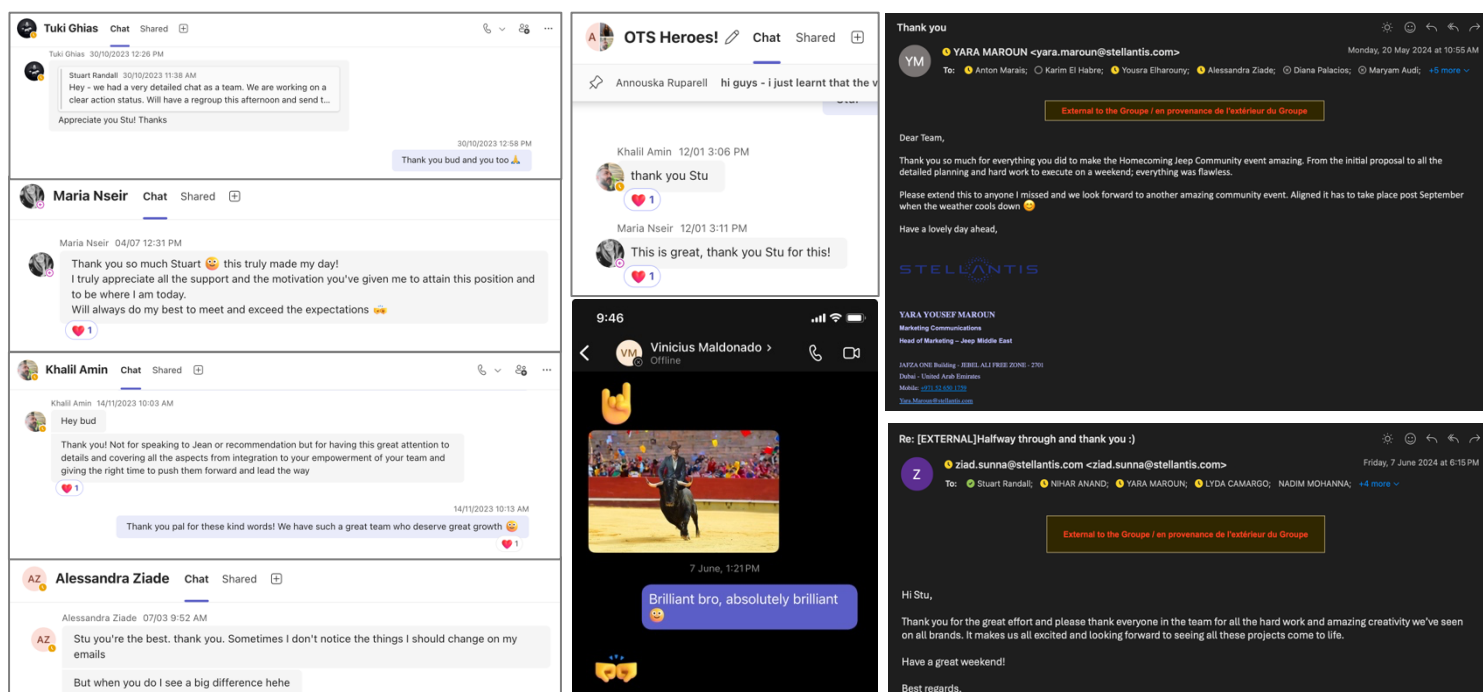 Tuki Ghias Chat Shared
Tuki Ghias 30/10/2023 12:26 PM
Stuart Randall 30/10/2023 11:38 AM
Hey - we had a very detailed chat as a team. We are working on a
clear action status. Will have a regroup this afternoon and send t...
Appreciate you Stu! Thanks
30/10/2023 12:58 PM
Thank you bud and you too 🙏
Maria Nseir Chat Shared
Maria Nseir 04/07 12:31 PM
Thank you so much Stuart 😀 this truly made my day!
I truly appreciate all the support and the motivation you've given me to attain this position and
to be where I am today.
Will always do my best to meet and exceed the expectations
❤️ 1
Khalil Amin Chat Shared
Khalil Amin 14/11/2023 10:03 AM
Hey bud
Thank you! Not for speaking to Jean or recommendation but for having this great attention to
details and covering all the aspects from integration to your empowerment of your team and
giving the right time to push them forward and lead the way
❤️ 1
14/11/2023 10:13 AM
Thank you pal for these kind words! We have such a great team who deserve great growth 😀
❤️ 1
AZ Alessandra Ziade Chat Shared
Alessandra Ziade 07/03 9:52 AM
AZ
Stu you're the best. thank you. Sometimes I don't notice the things I should change on my
emails
But when you do I see a big difference hehe
A OTS Heroes! Chat Shared
Annouska Ruparell hi guys - i just learnt that the v
Khalil Amin 12/01 3:06 PM
thank you Stu
❤️ 1
Maria Nseir 12/01 3:11 PM
This is great, thank you Stu for this!
❤️ 1
9:46
VM Vinicius Maldonado >
Offline
🤘
7 June, 1:21 PM
Brilliant bro, absolutely brilliant
😀
Thank you
YM
YARA MAROUN <yara.maroun@stellantis.com>
Monday, 20 May 2024 at 10:55 AM
To: Anton Marais; Karim El Habre; Yousra Elharouny; Alessandra Ziade; Diana Palacios; Maryam Audi; +5 more
External to the Groupe / en provenance de l'extérieur du Groupe
Dear Team,
Thank you so much for everything you did to make the Homecoming Jeep Community event amazing. From the initial proposal to all the
detailed planning and hard work to execute on a weekend; everything was flawless.
Please extend this to anyone I missed and we look forward to another amazing community event. Aligned it has to take place post September
when the weather cools down 😊
Have a lovely day ahead,
STELLANTIS
YARA YOUSEF MAROUN
Marketing Communications
Head of Marketing – Jeep Middle East
JAFZA ONE Building - JEBEL ALI FREE ZONE - 2701
Dubai - United Arab Emirates
Mobile: +971 52 650 1739
Yara.Maroun@stellantis.com
Re: [EXTERNAL]Halfway through and thank you :)
Z
ziad.sunna@stellantis.com <ziad.sunna@stellantis.com>
Friday, 7 June 2024 at 6:15 PM
To: Stuart Randall; NIHAR ANAND; YARA MAROUN; LYDA CAMARGO; NADIM MOHANNA; +4 more
External to the Groupe / en provenance de l'extérieur du Groupe
Hi Stu,
Thank you for the great effort and please thank everyone in the team for all the hard work and amazing creativity we've seen
on all brands. It makes us all excited and looking forward to seeing all these projects come to life.
Have a great weekend!
Best regards,